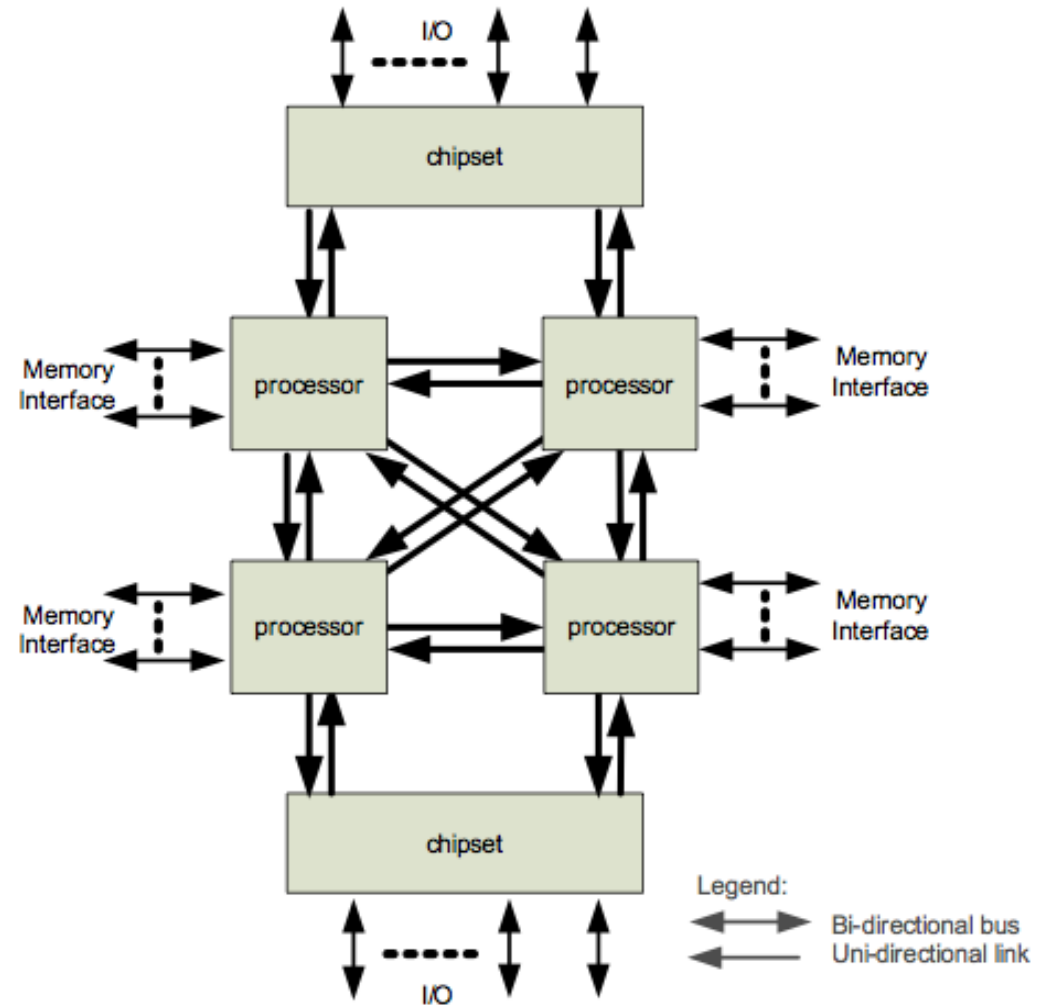 I/O
chipset
Memory
Interface
processor
processor
Memory
Interface
Memory
Interface
processor
processor
Memory
Interface
chipset
I/O
Legend:
Bi-directional bus
Uni-directional link